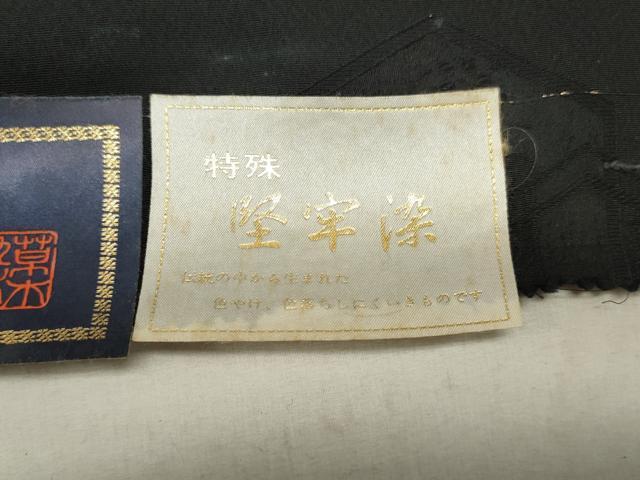 特殊
堅牢染
伝統の中から生まれた
色やけ、色落ちしにくいきものです